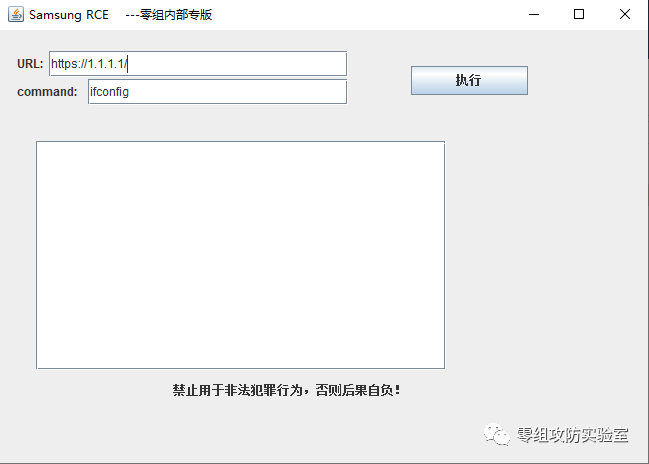 Samsung RCE ---零组内部专版
URL: https://1.1.1.1/
执行
command: ifconfig
禁止用于非法犯罪行为，否则后果自负！
零组攻防实验室